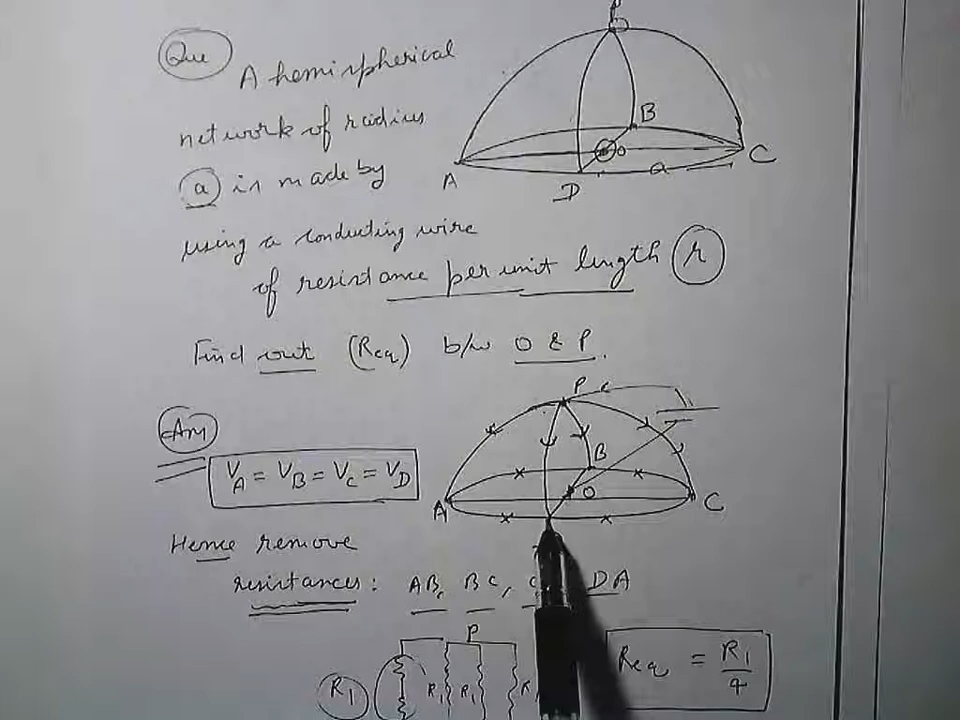 Que
A hemispherical
network of radius
a is made by
using a conducting wire
of resistance per unit length r
Find out (Req) b/w O & P.
P
B
O
A
D
a
C
Ans
VA = VB = VC = VD
P
B
O
A
C
Hence remove
resistances: AB, BC, DA
P
R1
R1
R1
Req = R1/4